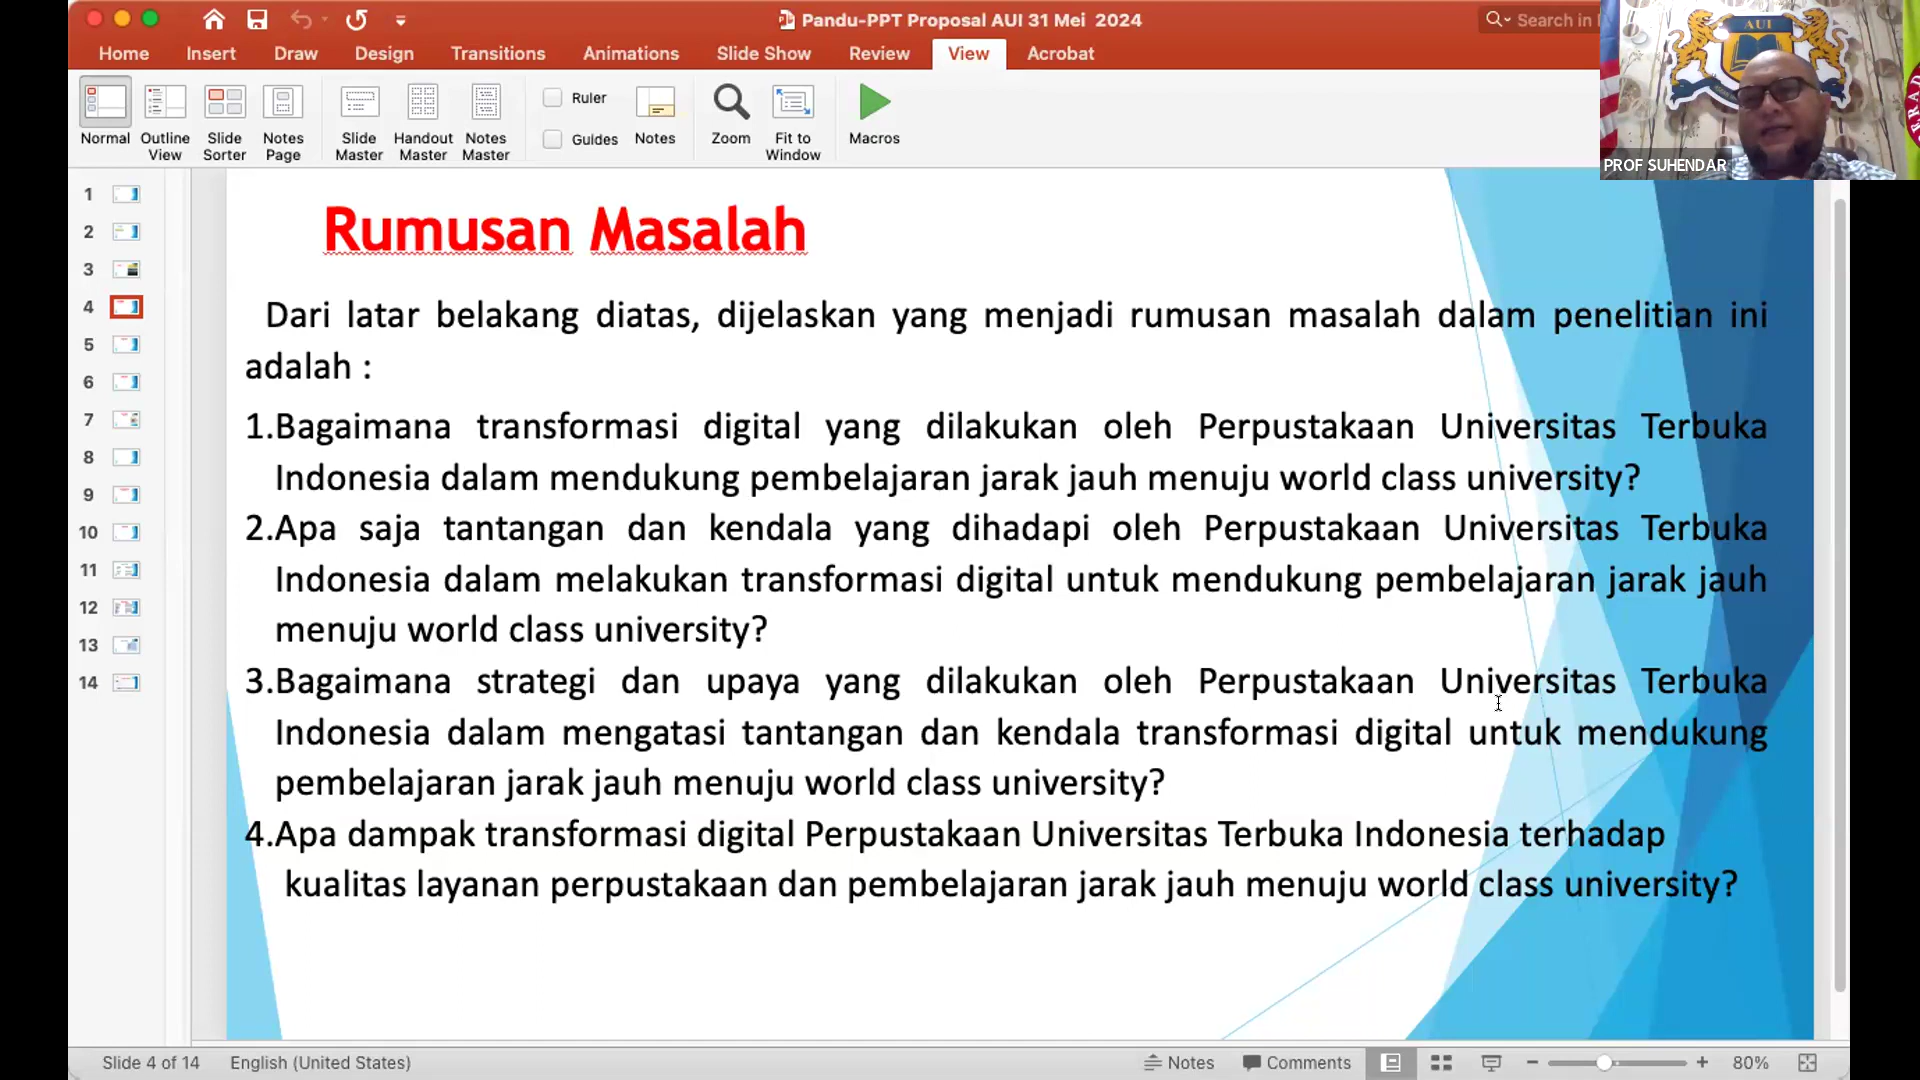 Pandu-PPT Proposal AUI 31 Mei 2024
Search in
Home Insert Draw Design Transitions Animations Slide Show Review View Acrobat
Normal
Outline View
Slide Sorter
Notes Page
Slide Master
Handout Master
Notes Master
Ruler
Guides
Notes
Zoom
Fit to Window
Macros
AUI
PROF SUHENDAR
1
2
3
4
5
6
7
8
9
10
11
12
13
14
Rumusan Masalah
Dari latar belakang diatas, dijelaskan yang menjadi rumusan masalah dalam penelitian ini
adalah :
1.Bagaimana transformasi digital yang dilakukan oleh Perpustakaan Universitas Terbuka
Indonesia dalam mendukung pembelajaran jarak jauh menuju world class university?
2.Apa saja tantangan dan kendala yang dihadapi oleh Perpustakaan Universitas Terbuka
Indonesia dalam melakukan transformasi digital untuk mendukung pembelajaran jarak jauh
menuju world class university?
3.Bagaimana strategi dan upaya yang dilakukan oleh Perpustakaan Universitas Terbuka
Indonesia dalam mengatasi tantangan dan kendala transformasi digital untuk mendukung
pembelajaran jarak jauh menuju world class university?
4.Apa dampak transformasi digital Perpustakaan Universitas Terbuka Indonesia terhadap
kualitas layanan perpustakaan dan pembelajaran jarak jauh menuju world class university?
Slide 4 of 14 English (United States) Notes Comments 80%